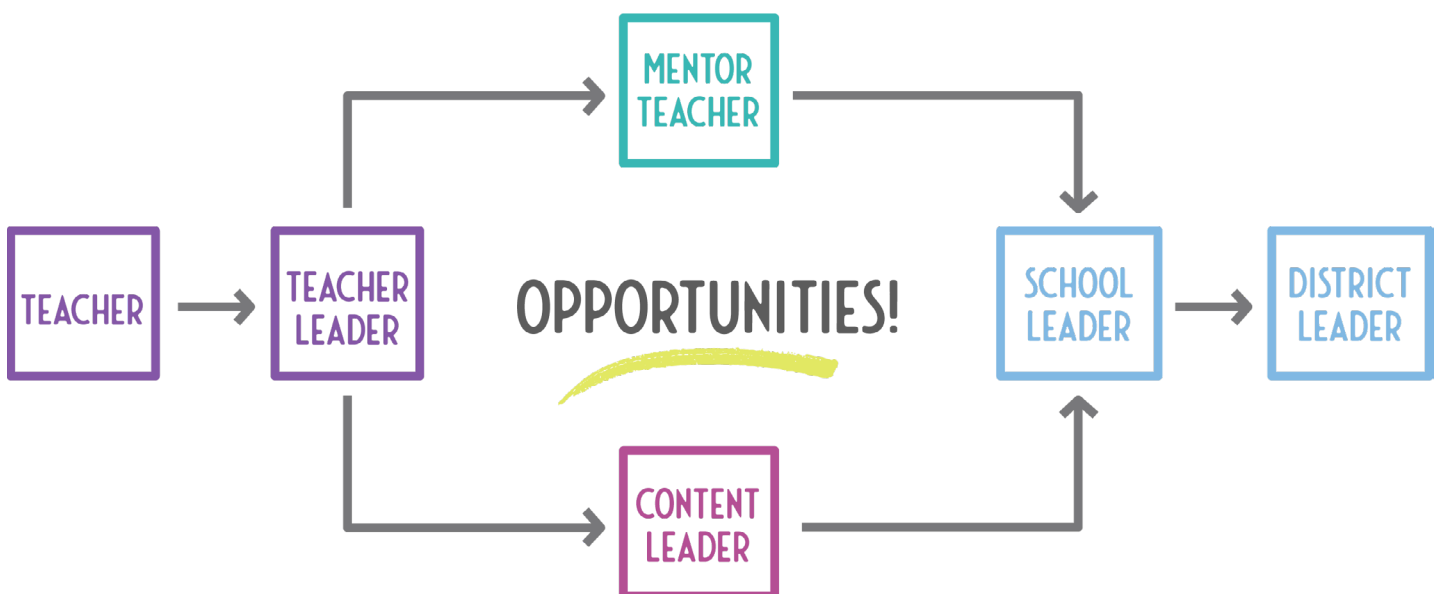 MENTOR
TEACHER
TEACHER
TEACHER
LEADER
OPPORTUNITIES!
SCHOOL
LEADER
DISTRICT
LEADER
CONTENT
LEADER